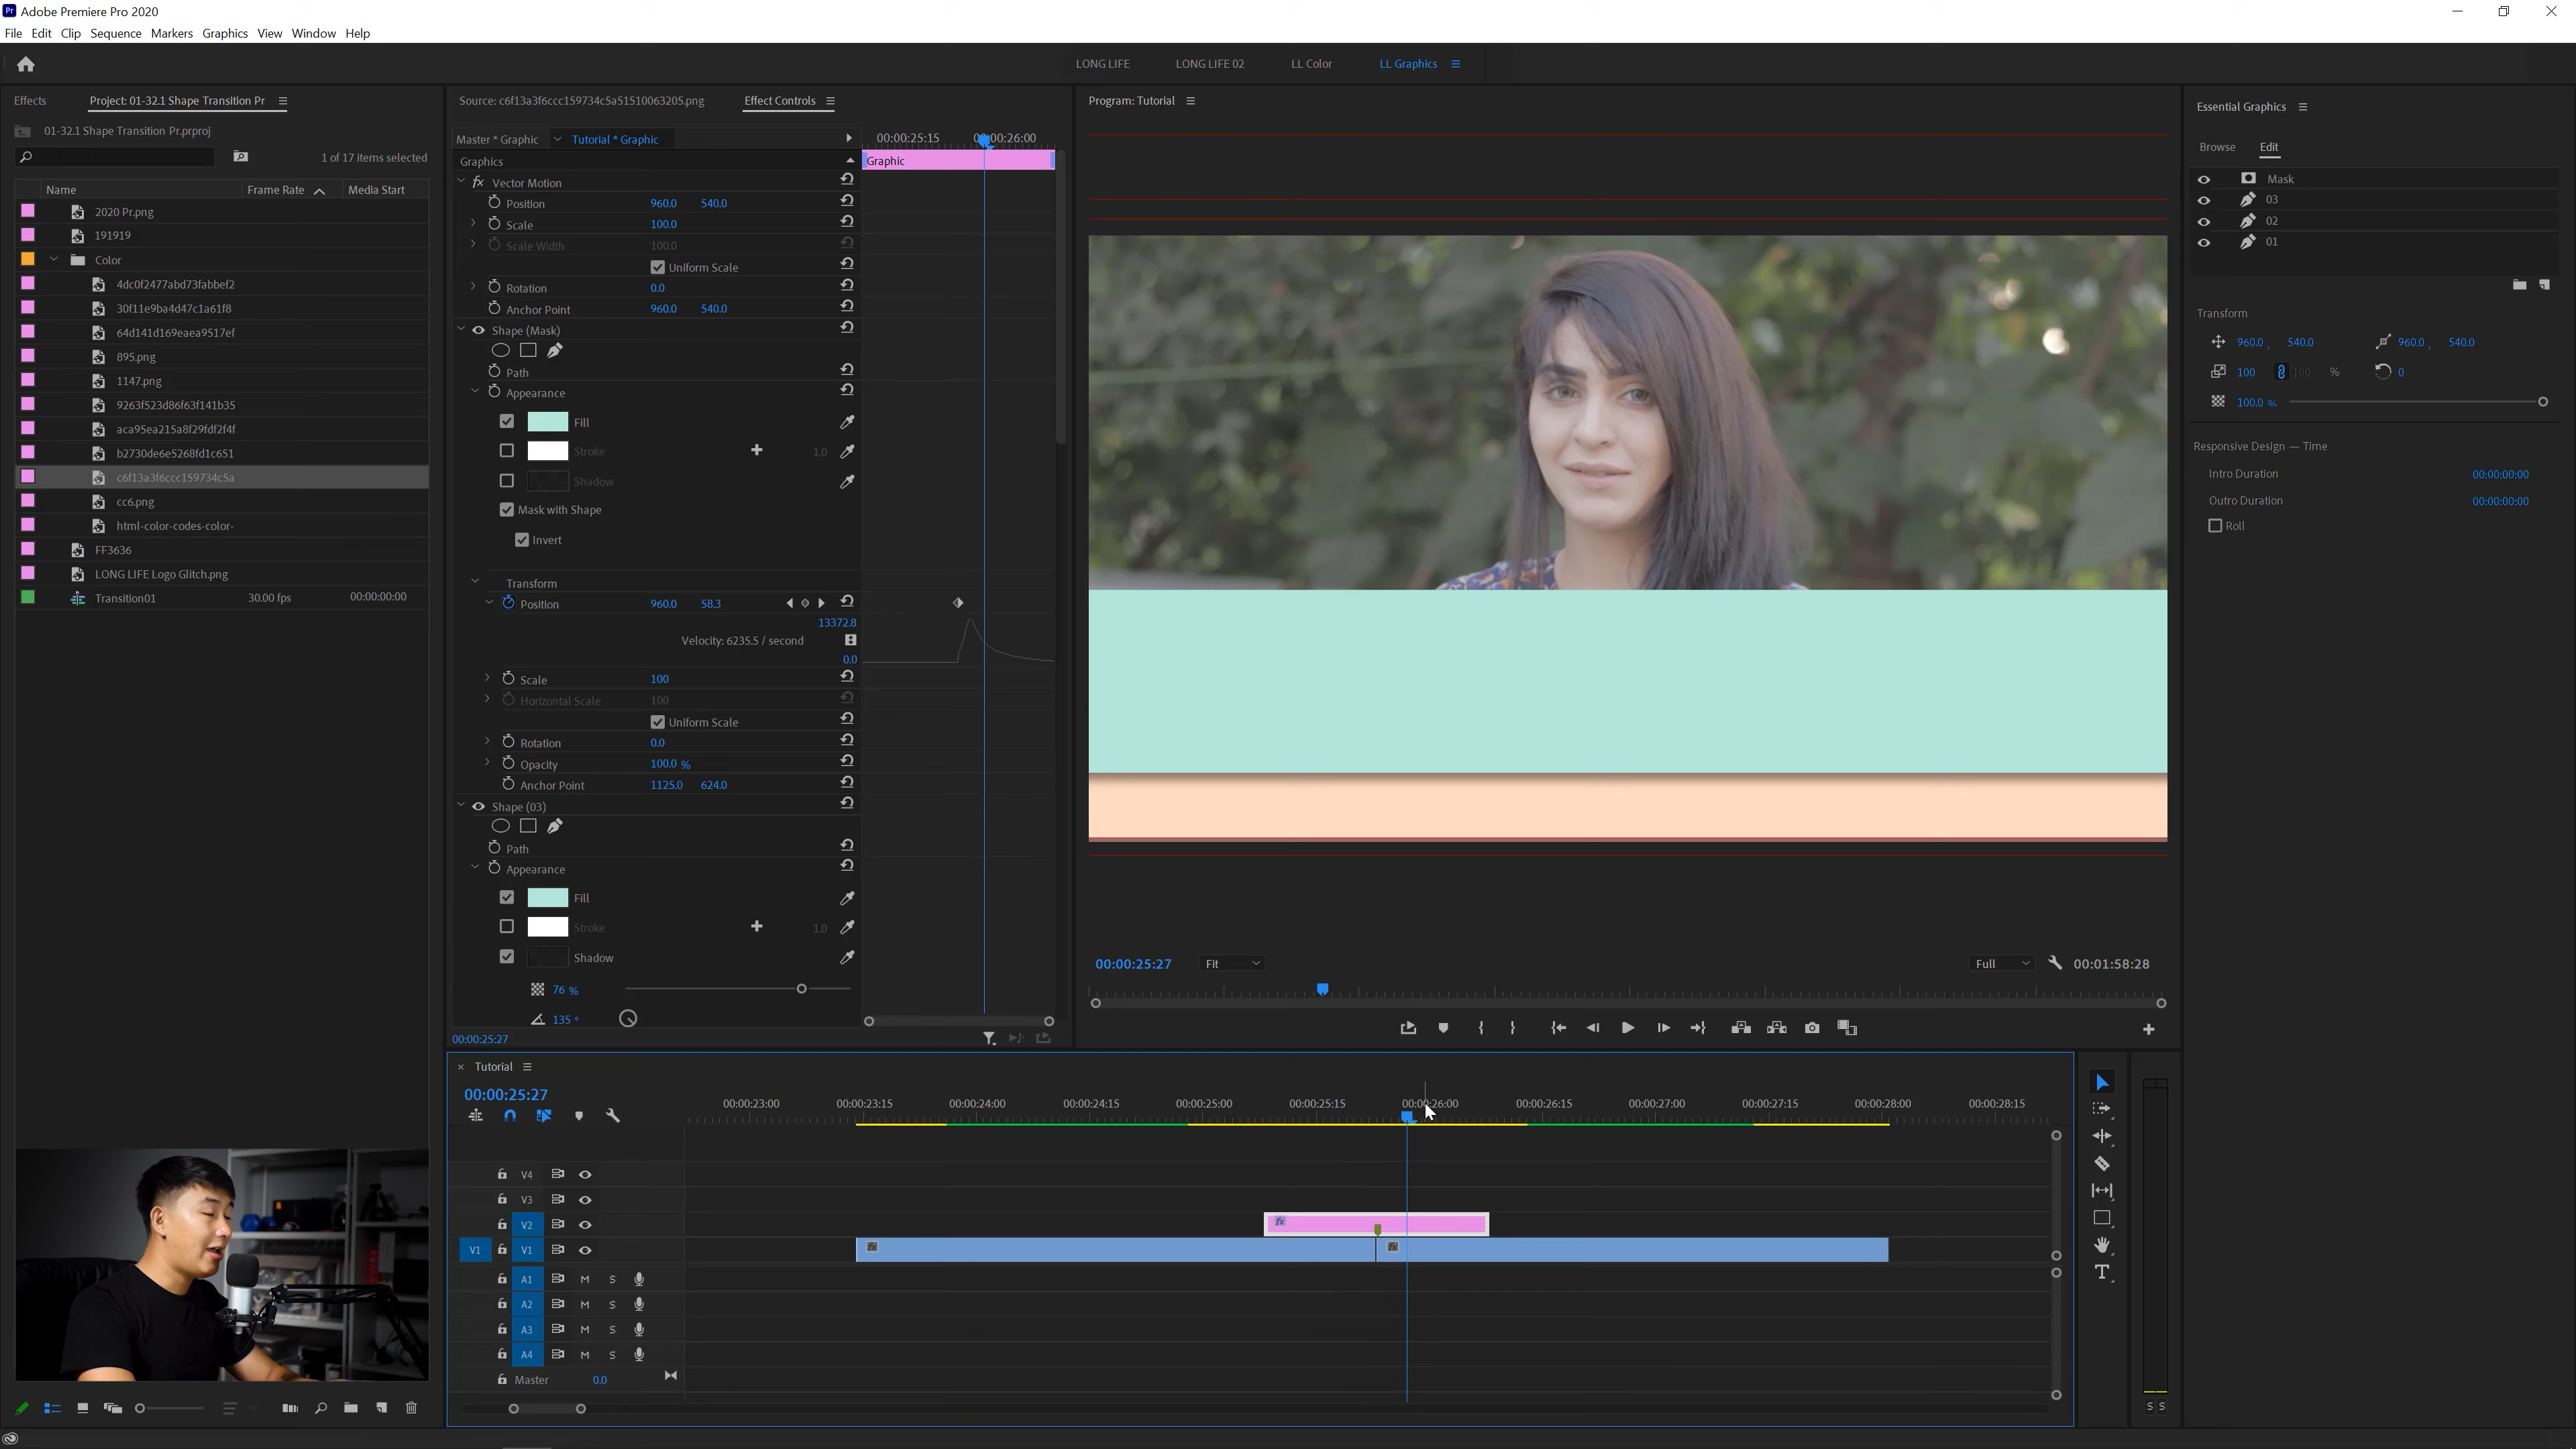 Adobe Premiere Pro 2020
File Edit Clip Sequence Markers Graphics View Window Help
LONG LIFE LONG LIFE 02 LL Color LL Graphics
Effects Project: 01-32.1 Shape Transition Pr
01-32.1 Shape Transition Pr.prproj
1 of 17 items selected
Name Frame Rate Media Start
2020 Pr.png
191919
Color
4dc0f2477abd73fabbef2
30f11e9ba4d47c1a61f8
64d141d169eaea9517ef
895.png
1147.png
9263f523d86f63f141b35
aca95ea215a8f29fdf2f4f
b2730de6e5268fd1c651
c6f13a3f6ccc159734c5a
cc6.png
html-color-codes-color-
FF3636
LONG LIFE Logo Glitch.png
Transition01 30.00 fps 00:00:00:00
Source: c6f13a3f6ccc159734c5a51510063205.png Effect Controls
Master * Graphic Tutorial * Graphic 00:00:25:15 00:00:26:00
Graphics Graphic
fx Vector Motion
Position 960.0 540.0
Scale 100.0
Scale Width 100.0
Uniform Scale
Rotation 0.0
Anchor Point 960.0 540.0
Shape (Mask)
Path
Appearance
Fill
Stroke 1.0
Shadow
Mask with Shape
Invert
Transform
Position 960.0 58.3
13372.8
Velocity: 6235.5 / second
0.0
Scale 100
Horizontal Scale 100
Uniform Scale
Rotation 0.0
Opacity 100.0 %
Anchor Point 1125.0 624.0
Shape (03)
Path
Appearance
Fill
Stroke 1.0
Shadow
76 %
135 °
00:00:25:27
Program: Tutorial
00:00:25:27 Fit Full 00:01:58:28
Essential Graphics
Browse Edit
Mask
03
02
01
Transform
960.0 , 540.0 960.0 , 540.0
100 100 % 0
100.0 %
Responsive Design — Time
Intro Duration 00:00:00:00
Outro Duration 00:00:00:00
Roll
Tutorial
00:00:25:27
00:00:23:00 00:00:23:15 00:00:24:00 00:00:24:15 00:00:25:00 00:00:25:15 00:00:26:00 00:00:26:15 00:00:27:00 00:00:27:15 00:00:28:00 00:00:28:15
V4
V3
V2 fx
V1 V1 fx fx
A1 M S
A2 M S
A3 M S
A4 M S
Master 0.0
S S